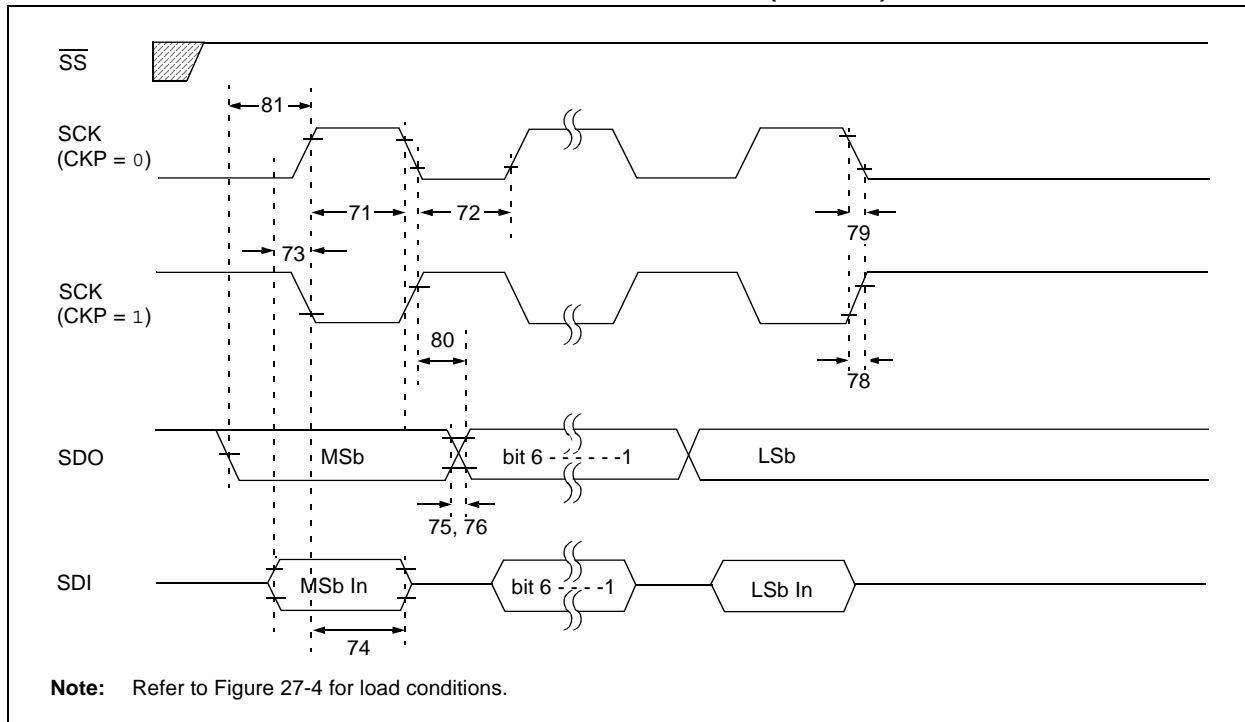 SS
81
SCK
(CKP = 0)
71
72
79
73
SCK
(CKP = 1)
80
78
SDO
MSb
bit 6 - - - - - - -1
LSb
75, 76
SDI
MSb In
bit 6 - - - - -1
LSb In
74
Note: Refer to Figure 27-4 for load conditions.